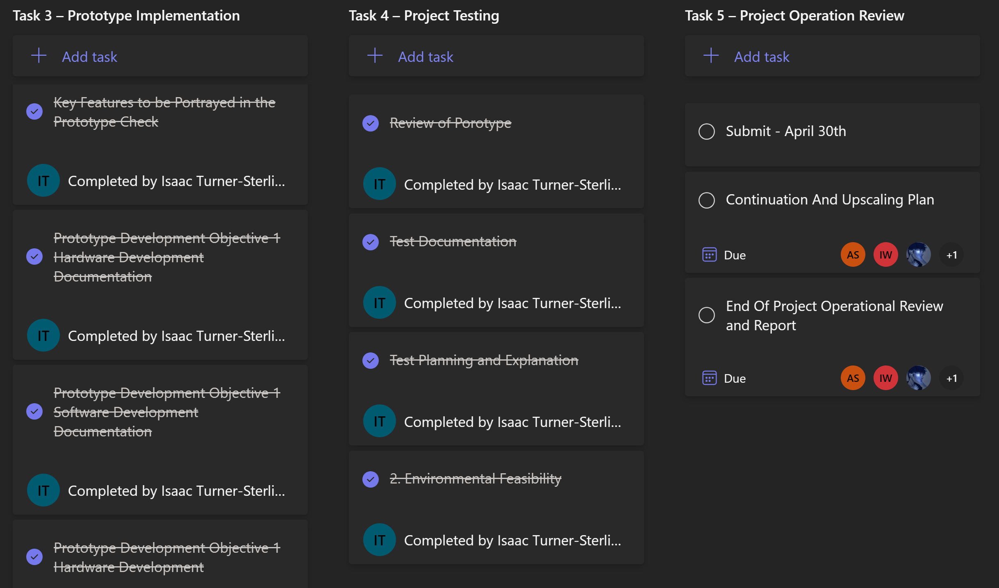 Task 3 – Prototype Implementation
Add task
Key Features to be Portrayed in the
Prototype Check
IT
Completed by Isaac Turner-Sterli...
Prototype Development Objective 1
Hardware Development
Documentation
IT
Completed by Isaac Turner-Sterli...
Prototype Development Objective 1
Software Development
Documentation
IT
Completed by Isaac Turner-Sterli...
Prototype Development Objective 1
Hardware Development
Task 4 – Project Testing
Add task
Review of Porotype
IT
Completed by Isaac Turner-Sterli...
Test Documentation
IT
Completed by Isaac Turner-Sterli...
Test Planning and Explanation
IT
Completed by Isaac Turner-Sterli...
2. Environmental Feasibility
IT
Completed by Isaac Turner-Sterli...
Task 5 – Project Operation Review
Add task
Submit - April 30th
Continuation And Upscaling Plan
Due AS IW +1
End Of Project Operational Review
and Report
Due AS IW +1